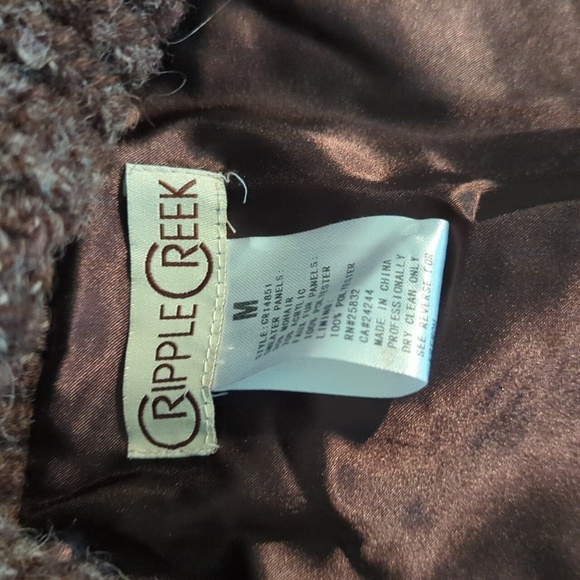 CRIPPLE CREEK
M
STYLE: CR14851
SWEATER PANELS:
MOHAIR
ACRYLIC
FAUX FUR PANELS:
100% POLYESTER
LINING:
100% POLYESTER
RN#25832
CA#24244
MADE IN CHINA
PROFESSIONALLY
DRY CLEAN ONLY
SEE REVERSE FOR